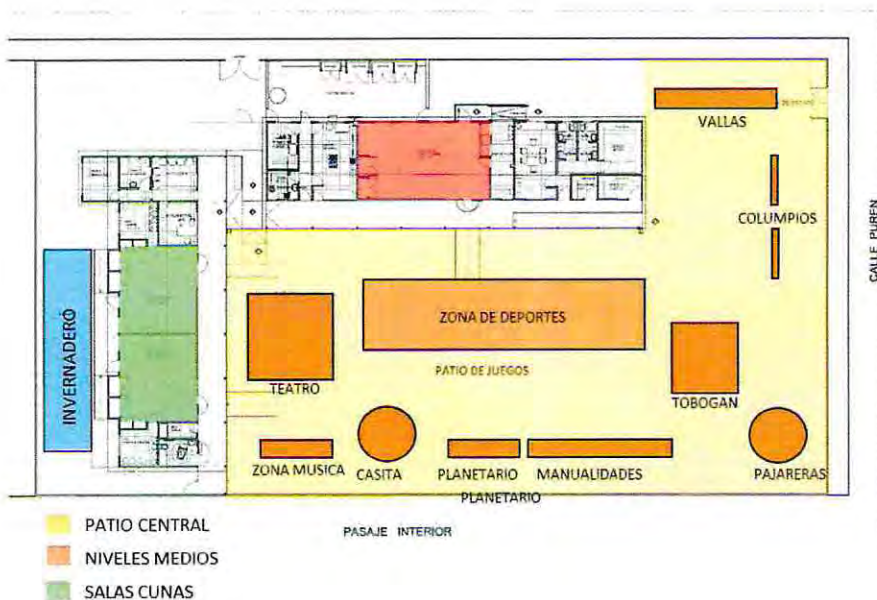 VALLAS
COLUMPIOS
CALLE PUREN
INVERNADERO
ZONA DE DEPORTES
TEATRO
PATIO DE JUEGOS
TOBOGAN
ZONA MUSICA
CASITA
PLANETARIO
MANUALIDADES
PAJARERAS
PLANETARIO
PATIO CENTRAL
PASAJE INTERIOR
NIVELES MEDIOS
SALAS CUNAS